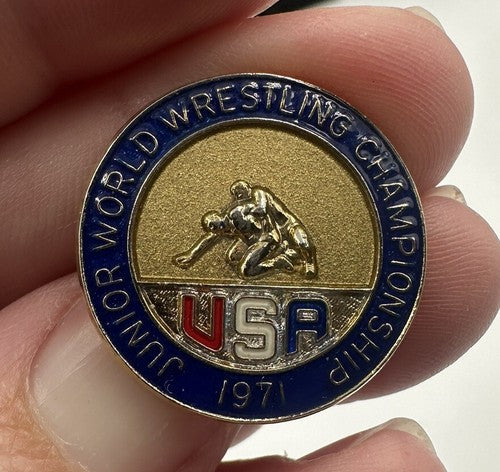 JUNIOR WORLD WRESTLING CHAMPIONSHIP
USA
1971